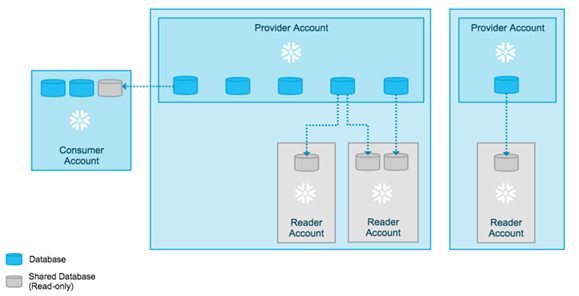 Provider Account
Provider Account
Consumer
Account
Reader
Account
Reader
Account
Reader
Account
Database
Shared Database
(Read-only)